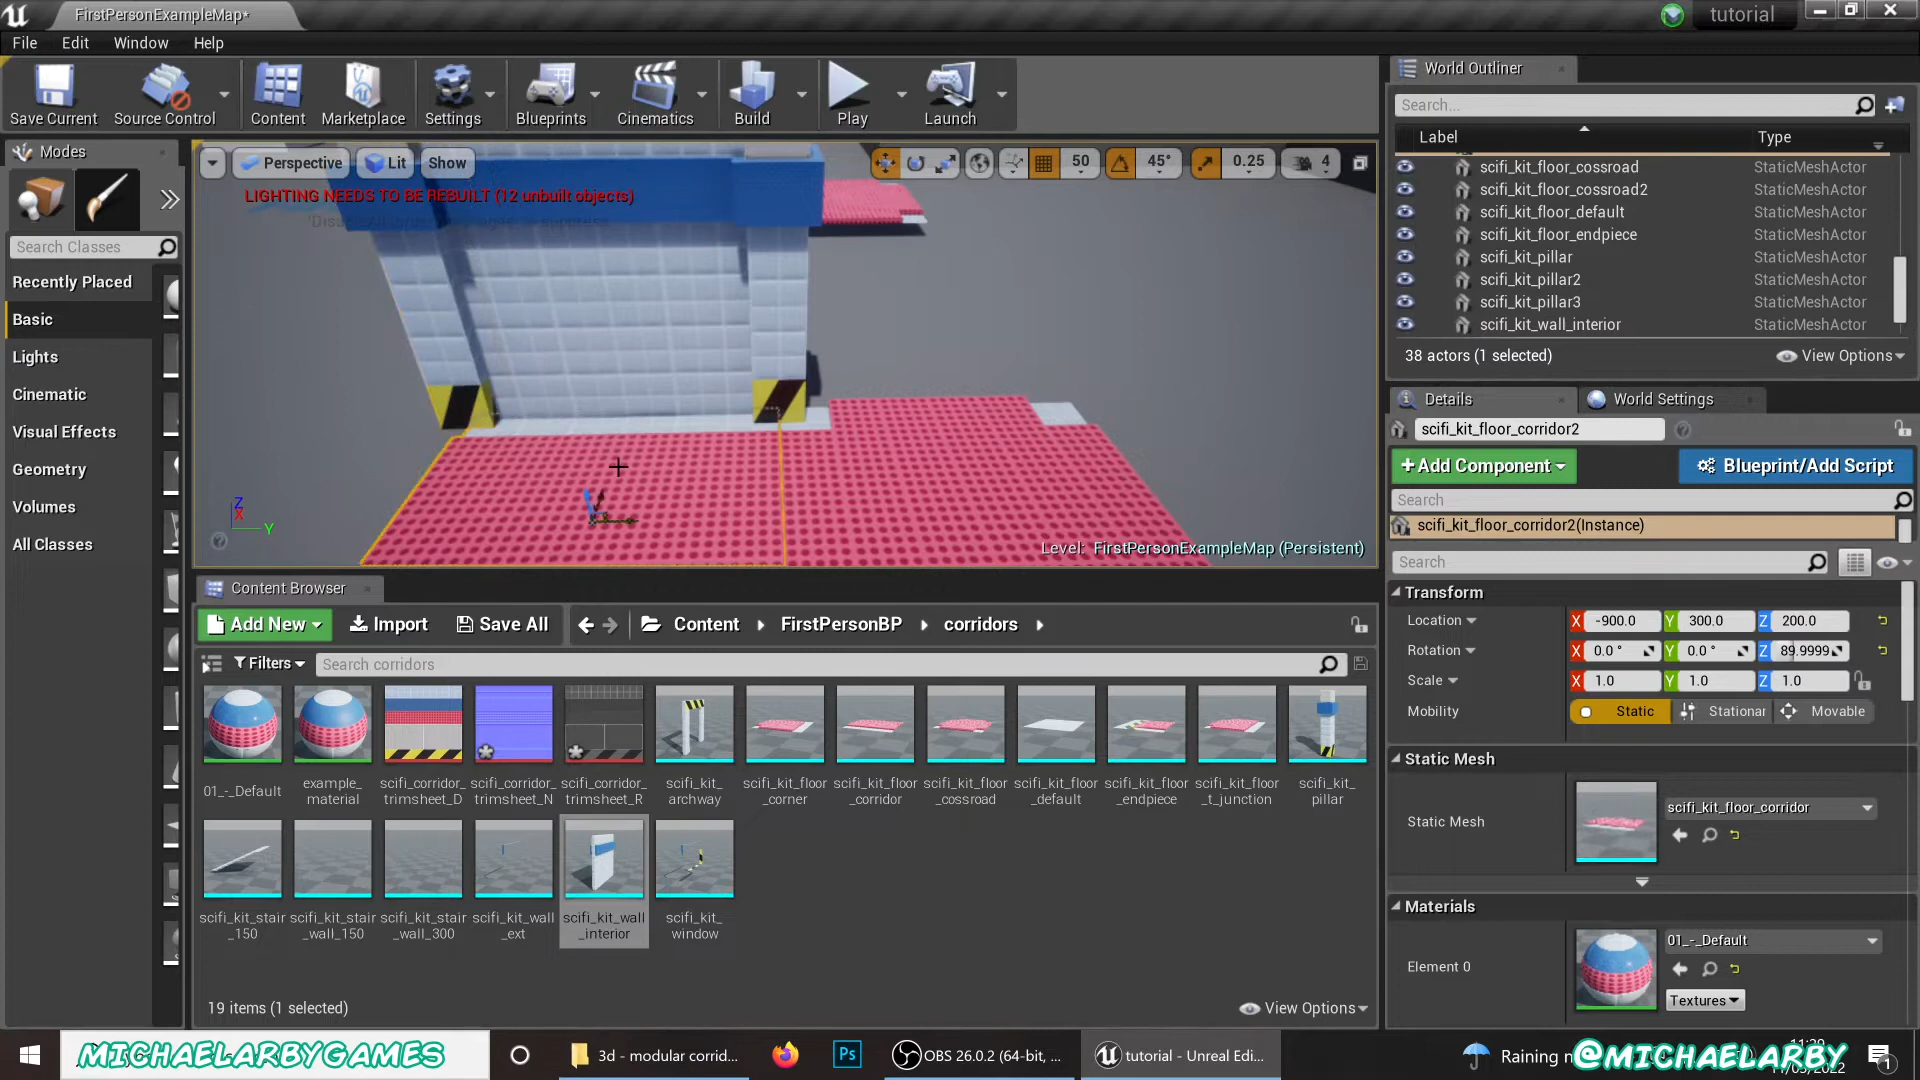 FirstPersonExampleMap*
tutorial
File Edit Window Help
Save Current Source Control Content Marketplace Settings Blueprints Cinematics Build Play Launch
Modes
Search Classes
Recently Placed
Basic
Lights
Cinematic
Visual Effects
Geometry
Volumes
All Classes
Perspective Lit Show 50 45° 0.25 4
LIGHTING NEEDS TO BE REBUILT (12 unbuilt objects)
Z
X
Y
Level: FirstPersonExampleMap (Persistent)
Content Browser
Add New Import Save All Content FirstPersonBP corridors
Filters Search corridors
01_-_Default
example_
material
scifi_corridor_
trimsheet_D
scifi_corridor_
trimsheet_N
scifi_corridor_
trimsheet_R
scifi_kit_
archway
scifi_kit_floor
_corner
scifi_kit_floor
_corridor
scifi_kit_floor
_cossroad
scifi_kit_floor
_default
scifi_kit_floor
_endpiece
scifi_kit_floor
_t_junction
scifi_kit_
pillar
scifi_kit_stair
_150
scifi_kit_stair
_wall_150
scifi_kit_stair
_wall_300
scifi_kit_wall
_ext
scifi_kit_wall
_interior
scifi_kit_
window
19 items (1 selected)
View Options
World Outliner
Search...
Label Type
scifi_kit_floor_cossroad StaticMeshActor
scifi_kit_floor_cossroad2 StaticMeshActor
scifi_kit_floor_default StaticMeshActor
scifi_kit_floor_endpiece StaticMeshActor
scifi_kit_pillar StaticMeshActor
scifi_kit_pillar2 StaticMeshActor
scifi_kit_pillar3 StaticMeshActor
scifi_kit_wall_interior StaticMeshActor
38 actors (1 selected) View Options
Details World Settings
scifi_kit_floor_corridor2
+Add Component Blueprint/Add Script
Search
scifi_kit_floor_corridor2(Instance)
Search
Transform
Location X -900.0 Y 300.0 Z 200.0
Rotation X 0.0 ° Y 0.0 ° Z 89.9999
Scale X 1.0 Y 1.0 Z 1.0
Mobility Static Stationar Movable
Static Mesh
Static Mesh scifi_kit_floor_corridor
Materials
Element 0 01_-_Default
Textures
MICHAELARBYGAMES
3d - modular corrid...
Ps
OBS 26.0.2 (64-bit, ...
tutorial - Unreal Edi...
Raining
@MICHAELARBY
1